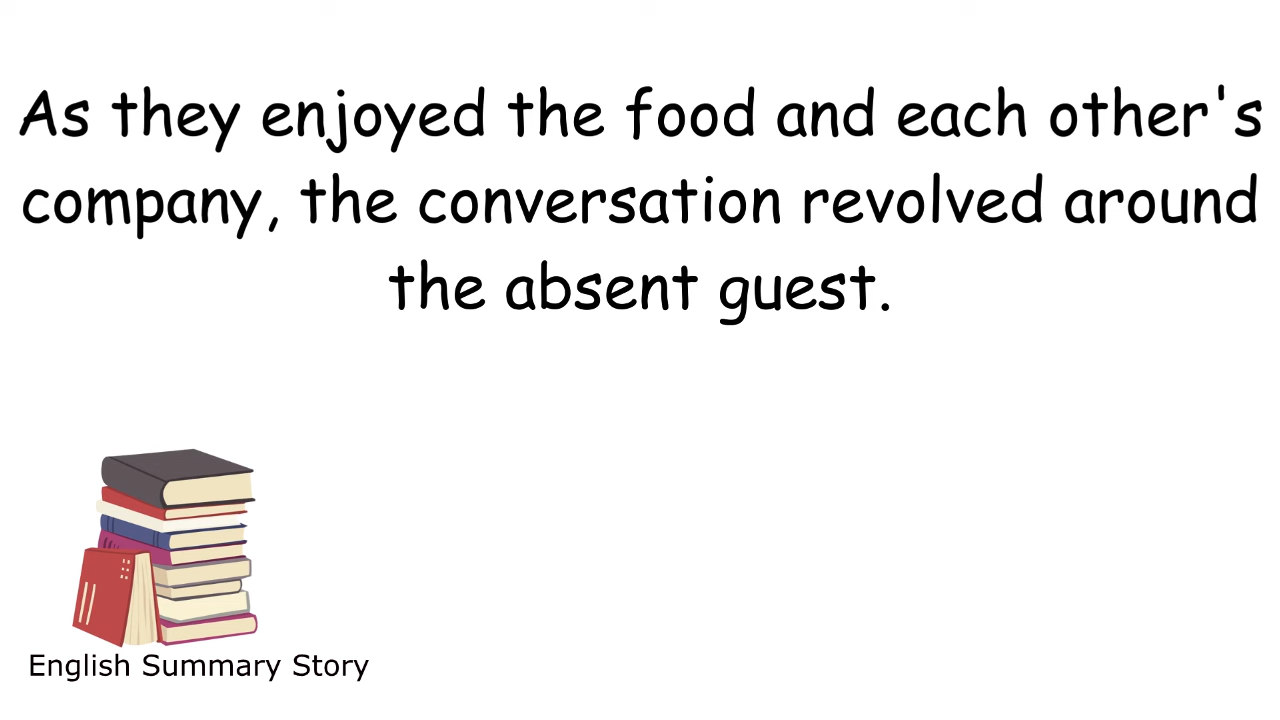 As they enjoyed the food and each other's
company, the conversation revolved around
the absent guest.
English Summary Story